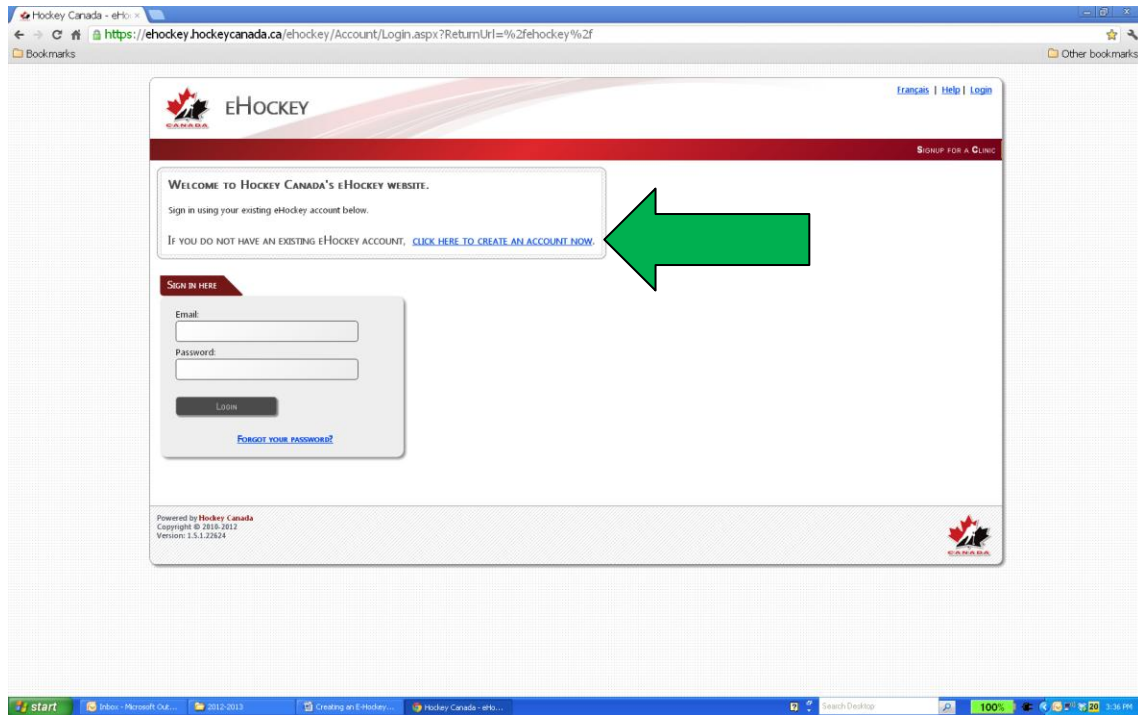 Hockey Canada - eHo
https://ehockey.hockeycanada.ca/ehockey/Account/Login.aspx?ReturnUrl=%2fehockey%2f
Bookmarks
Other bookmarks
CANADA
EHOCKEY
Français | Help | Login
SIGNUP FOR A CLINIC
WELCOME TO HOCKEY CANADA'S EHOCKEY WEBSITE.
Sign in using your existing eHockey account below.
IF YOU DO NOT HAVE AN EXISTING EHOCKEY ACCOUNT, CLICK HERE TO CREATE AN ACCOUNT NOW.
SIGN IN HERE
Email:
Password:
LOGIN
FORGOT YOUR PASSWORD?
Powered by Hockey Canada
Copyright © 2010-2012
Version: 1.5.1.22624
CANADA
start
Inbox - Microsoft Out...
2012-2013
Creating an E-Hockey...
Hockey Canada - eHo...
Search Desktop
100%
20
3:36 PM